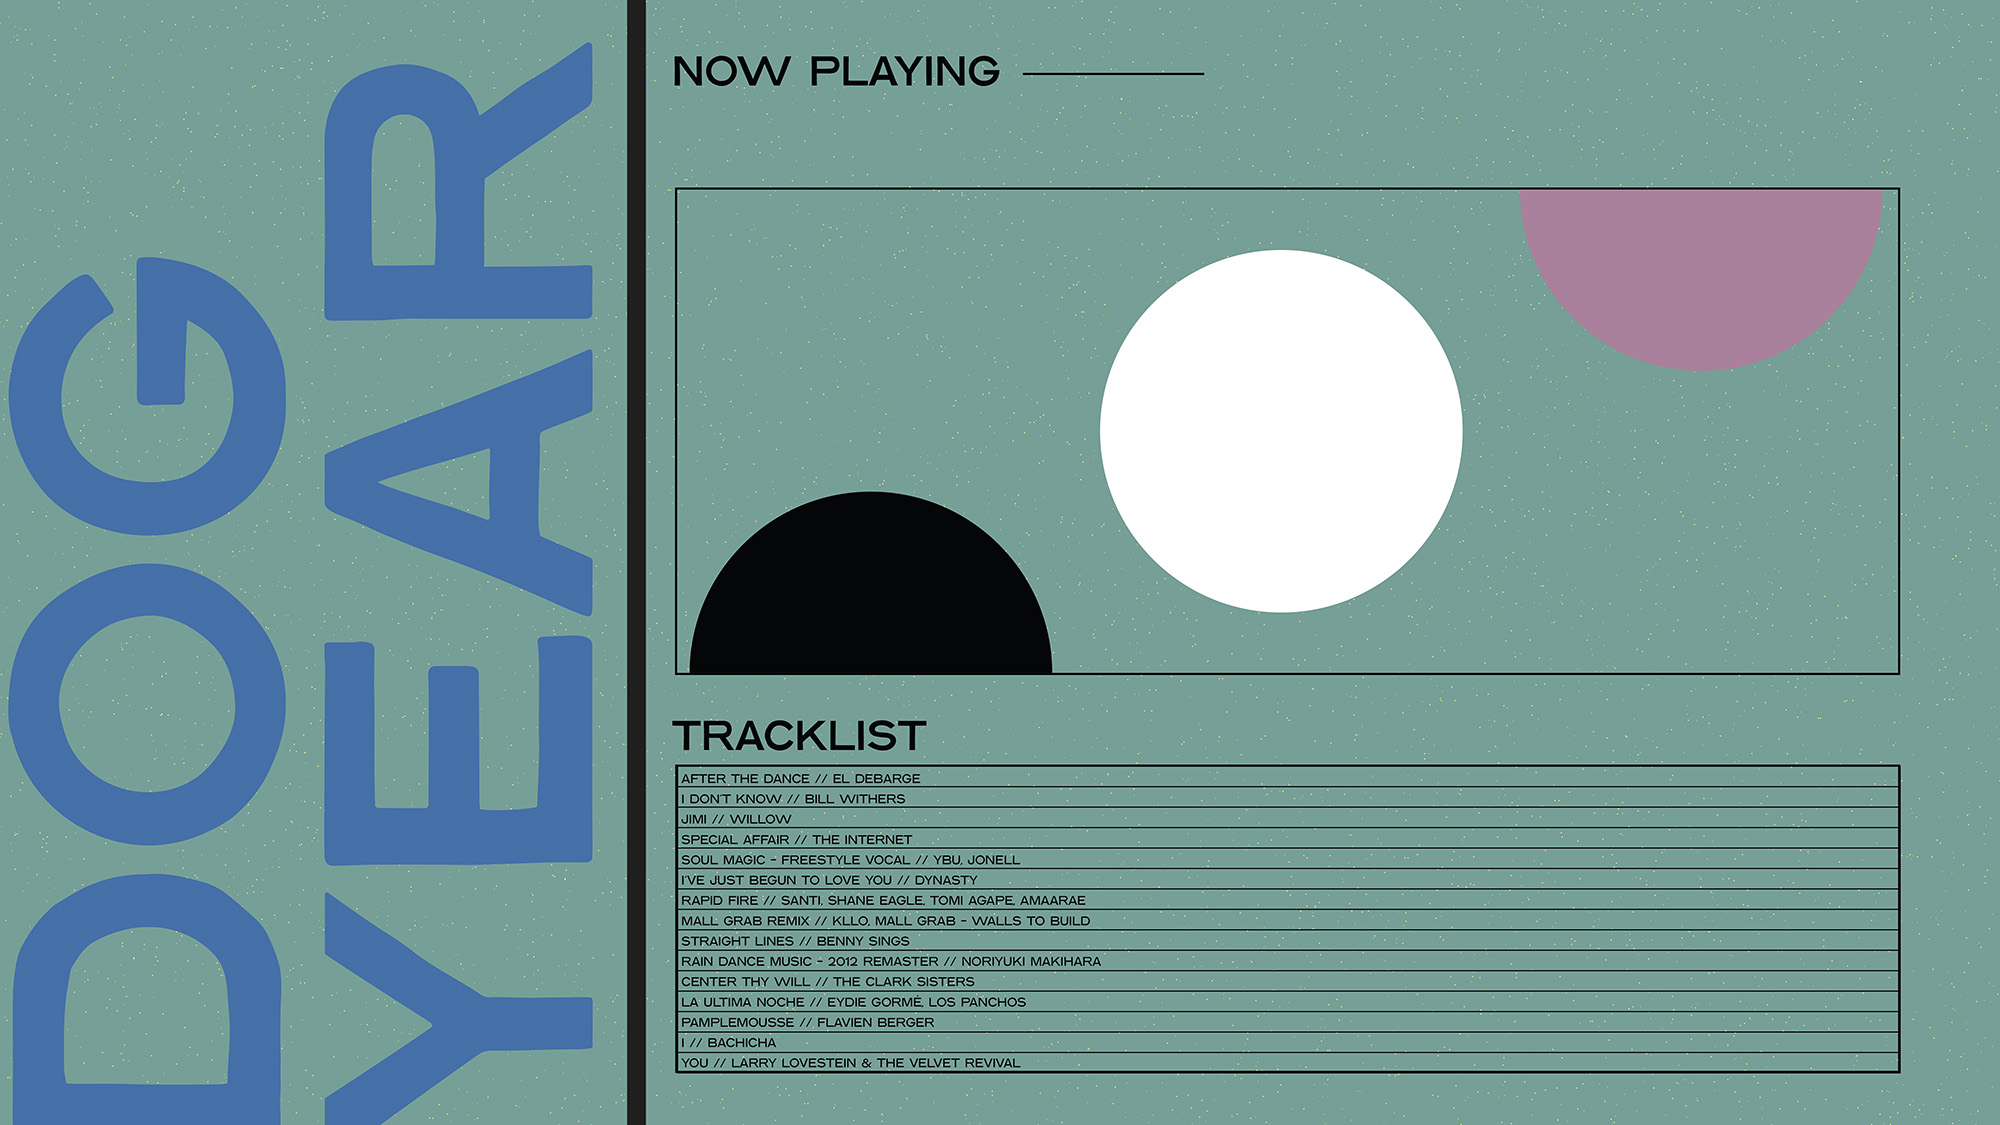 DOG
YEAR
NOW PLAYING
TRACKLIST
AFTER THE DANCE // EL DEBARGE
I DON'T KNOW // BILL WITHERS
JIMI // WILLOW
SPECIAL AFFAIR // THE INTERNET
SOUL MAGIC - FREESTYLE VOCAL // YBU, JONELL
I'VE JUST BEGUN TO LOVE YOU // DYNASTY
RAPID FIRE // SANTI, SHANE EAGLE, TOMI AGAPE, AMAARAE
MALL GRAB REMIX // KLLO, MALL GRAB - WALLS TO BUILD
STRAIGHT LINES // BENNY SINGS
RAIN DANCE MUSIC - 2012 REMASTER // NORIYUKI MAKIHARA
CENTER THY WILL // THE CLARK SISTERS
LA ULTIMA NOCHE // EYDIE GORMÉ, LOS PANCHOS
PAMPLEMOUSSE // FLAVIEN BERGER
I // BACHICHA
YOU // LARRY LOVESTEIN & THE VELVET REVIVAL